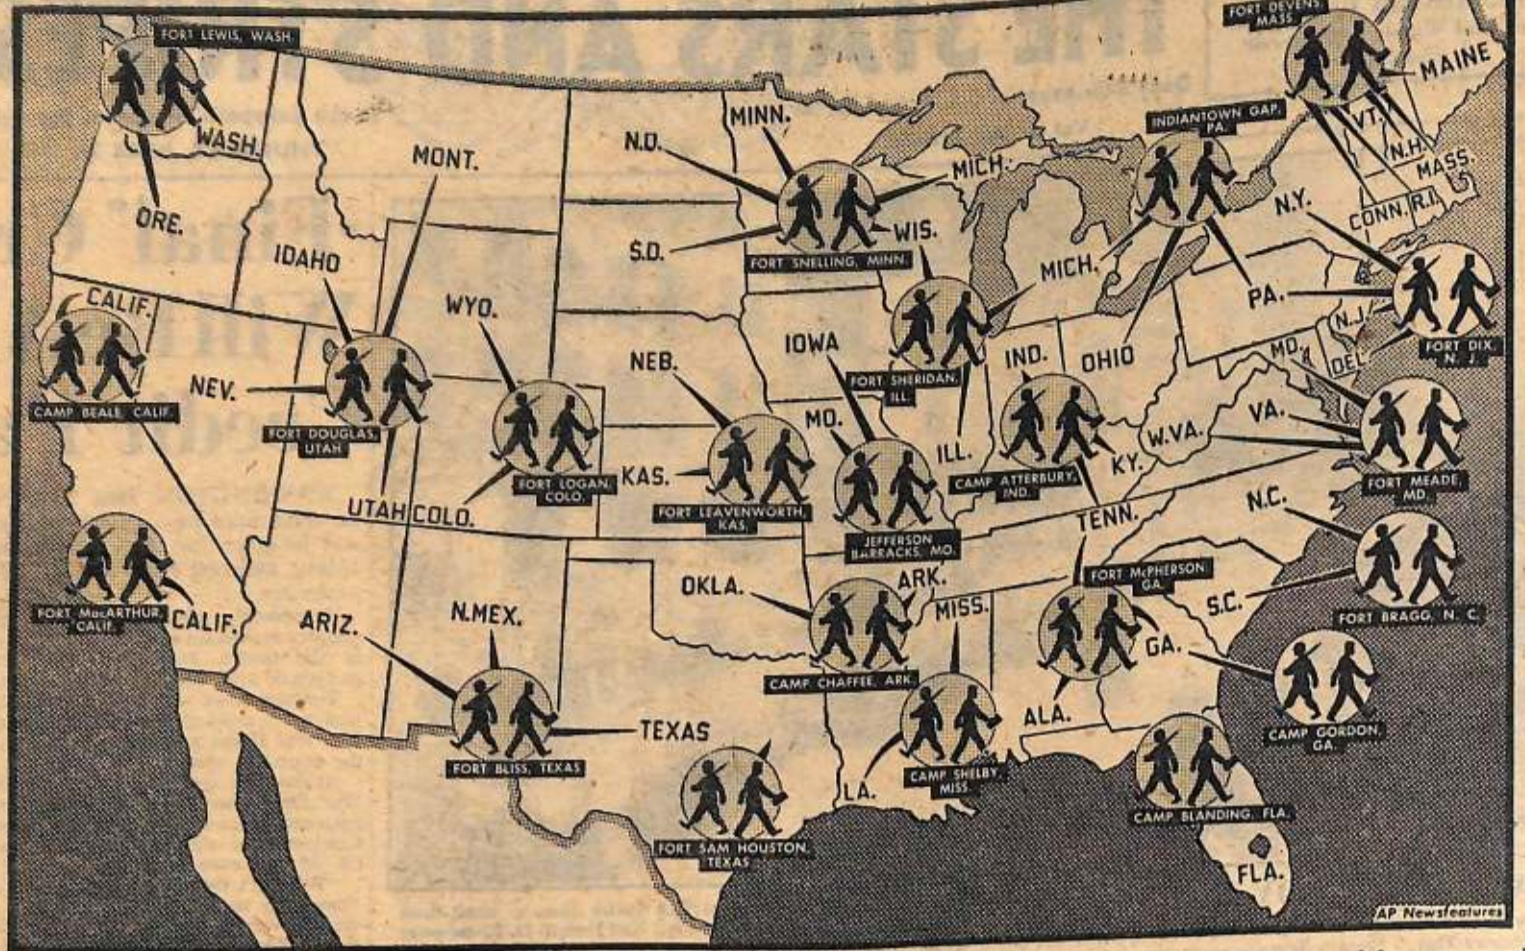 FORT LEWIS, WASH.
FORT DEVENS,
MASS.
MAINE
WASH.
MONT.
N.D.
MINN.
MICH.
INDIANTOWN GAP,
PA.
VT.
N.H.
MASS.
CONN.
R.I.
ORE.
IDAHO
S.D.
FORT SNELLING, MINN.
WIS.
MICH.
N.Y.
PA.
N.J.
FORT DIX,
N. J.
DEL.
MD.
CALIF.
WYO.
NEV.
NEB.
IOWA
IND.
OHIO
CAMP BEALE, CALIF.
FORT DOUGLAS,
UTAH
FORT SHERIDAN,
ILL.
MO.
ILL.
KY.
W.VA.
VA.
FORT LOGAN,
COLO.
KAS.
CAMP ATTERBURY,
IND.
FORT MEADE,
MD.
UTAH
COLO.
FORT LEAVENWORTH,
KAS.
JEFFERSON
BARRACKS, MO.
TENN.
N.C.
FORT MacARTHUR,
CALIF.
CALIF.
ARIZ.
N.MEX.
OKLA.
ARK.
MISS.
FORT McPHERSON
GA.
S.C.
FORT BRAGG, N. C.
GA.
CAMP CHAFFEE, ARK.
TEXAS
ALA.
CAMP GORDON,
GA.
FORT BLISS, TEXAS
LA.
CAMP SHELBY,
MISS.
CAMP BLANDING, FLA.
FORT SAM HOUSTON,
TEXAS
FLA.
AP Newsfeatures